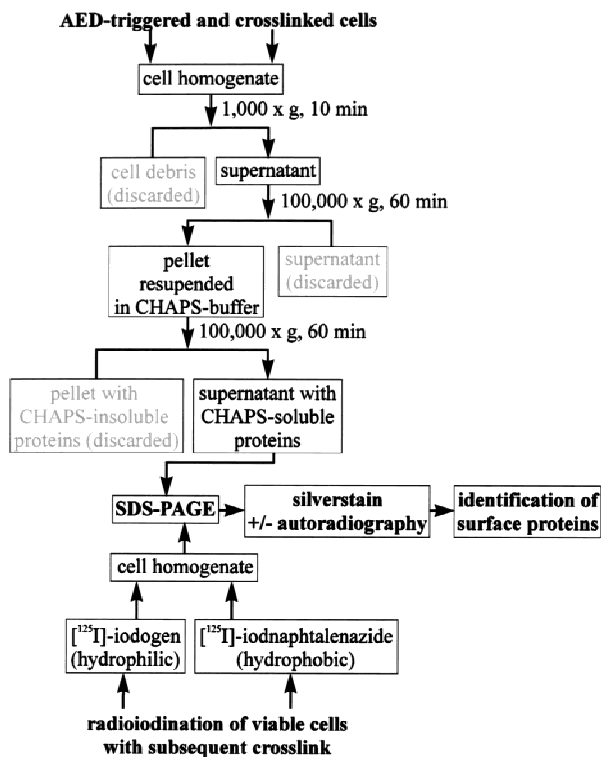 AED-triggered and crosslinked cells
cell homogenate
1,000 x g, 10 min
cell debris
(discarded)
supernatant
100,000 x g, 60 min
pellet
resupended
in CHAPS-buffer
supernatant
(discarded)
100,000 x g, 60 min
pellet with
CHAPS-insoluble
proteins (discarded)
supernatant with
CHAPS-soluble
proteins
SDS-PAGE
silverstain
+/- autoradiography
identification of
surface proteins
cell homogenate
[¹²⁵I]-iodogen
(hydrophilic)
[¹²⁵I]-iodnaphtalenazide
(hydrophobic)
radioiodination of viable cells
with subsequent crosslink